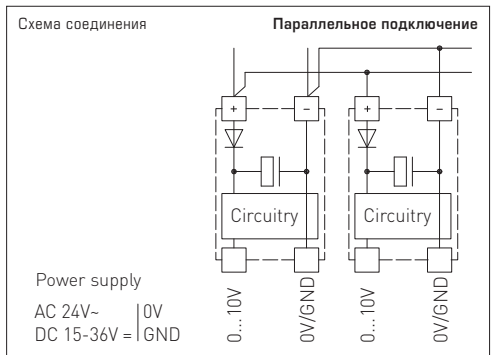 Схема соединения
Параллельное подключение
+ − + −
Circuitry Circuitry
Power supply
AC 24V~ 0V
DC 15-36V = GND
0...10V
0V/GND
0...10V
0V/GND